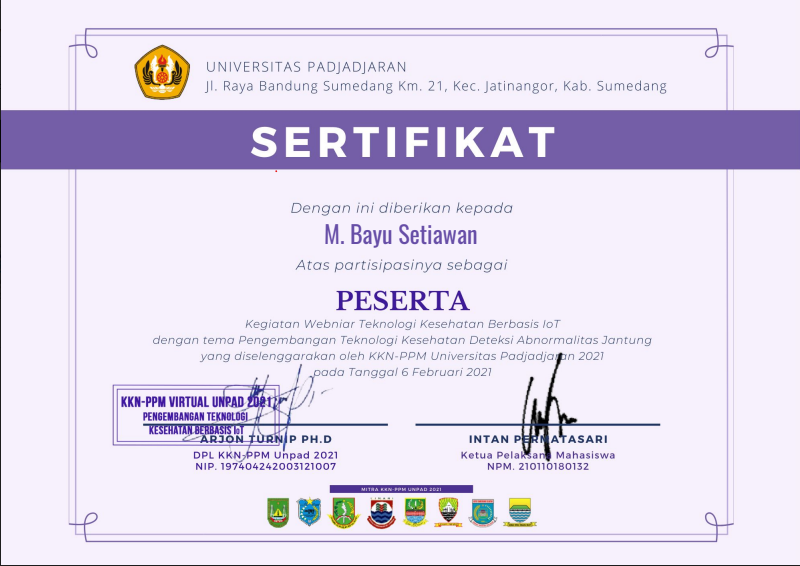 UNIVERSITAS PADJADJARAN
Jl. Raya Bandung Sumedang Km. 21, Kec. Jatinangor, Kab. Sumedang
SERTIFIKAT
Dengan ini diberikan kepada
M. Bayu Setiawan
Atas partisipasinya sebagai
PESERTA
Kegiatan Webniar Teknologi Kesehatan Berbasis IoT
dengan tema Pengembangan Teknologi Kesehatan Deteksi Abnormalitas Jantung
yang diselenggarakan oleh KKN-PPM Universitas Padjadjaran 2021
pada Tanggal 6 Februari 2021
KKN-PPM VIRTUAL UNPAD 2021
PENGEMBANGAN TEKNOLOGI
KESEHATAN BERBASIS IoT
ARJON TURNIP PH.D
DPL KKN-PPM Unpad 2021
NIP. 197404242003121007
INTAN PERMATASARI
Ketua Pelaksana Mahasiswa
NPM. 210110180132
MITRA KKN-PPM UNPAD 2021